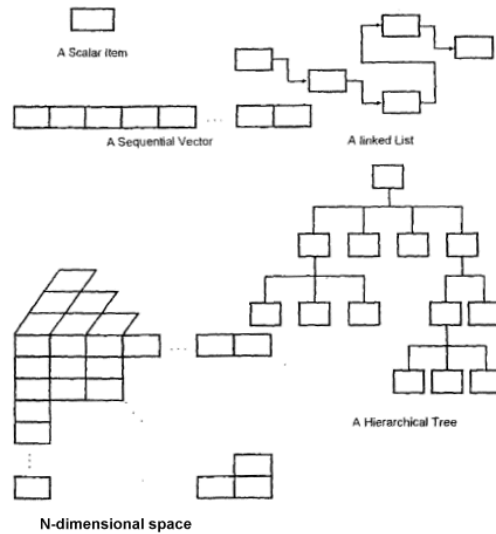 A Scalar item
A Sequential Vector
A linked List
A Hierarchical Tree
N-dimensional space